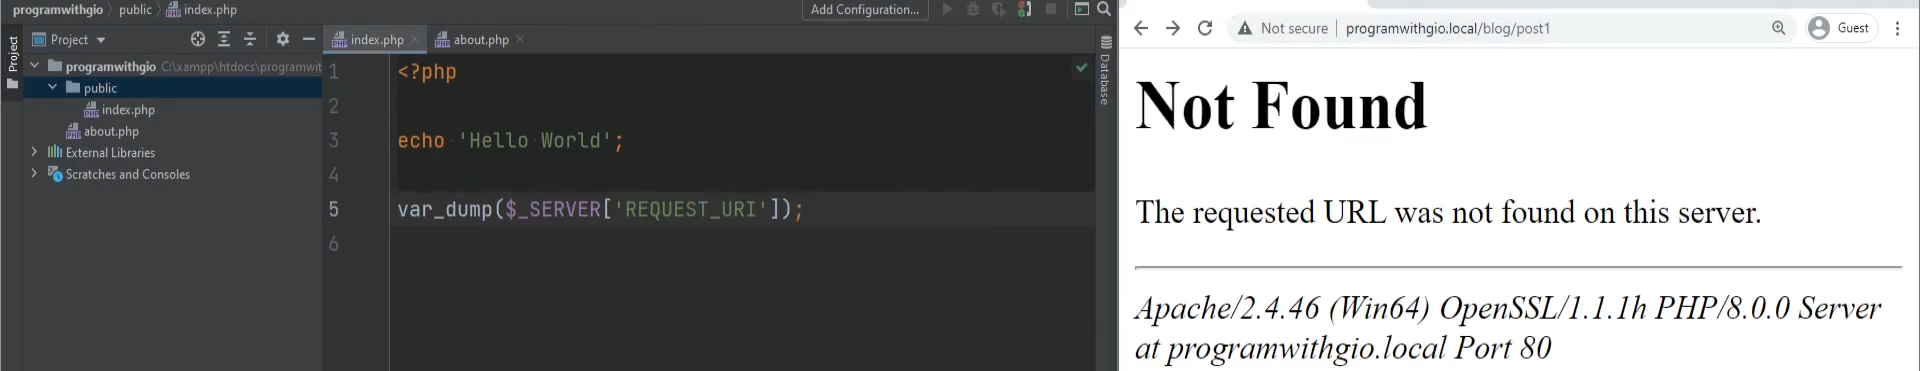 programwithgio > public > index.php
Add Configuration...
Project
Project
index.php
about.php
programwithgio C:\xampp\htdocs\programwit
public
index.php
about.php
External Libraries
Scratches and Consoles
1 <?php
2
3 echo 'Hello World';
4
5 var_dump($_SERVER['REQUEST_URI']);
6
Database
Not secure | programwithgio.local/blog/post1
Guest
Not Found
The requested URL was not found on this server.
Apache/2.4.46 (Win64) OpenSSL/1.1.1h PHP/8.0.0 Server
at programwithgio.local Port 80